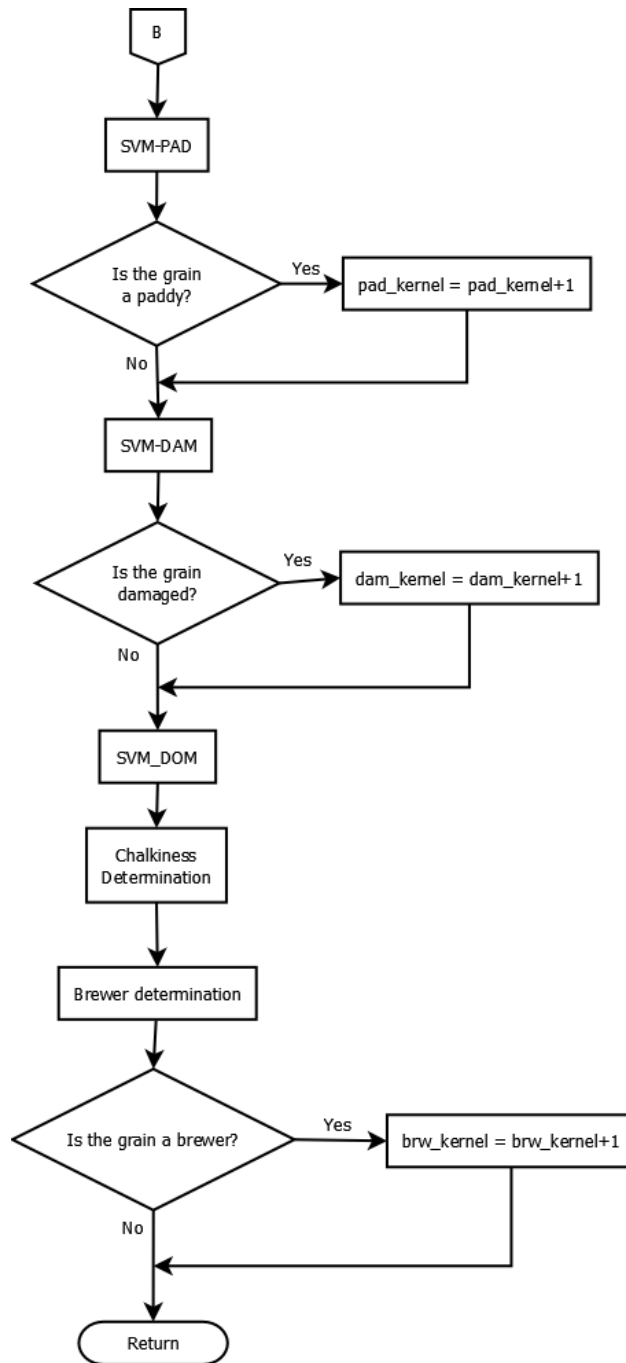 B
SVM-PAD
Is the grain
a paddy?
Yes
pad_kernel = pad_kernel+1
No
SVM-DAM
Is the grain
damaged?
Yes
dam_kernel = dam_kernel+1
No
SVM_DOM
Chalkiness
Determination
Brewer determination
Is the grain a brewer?
Yes
brw_kernel = brw_kernel+1
No
Return